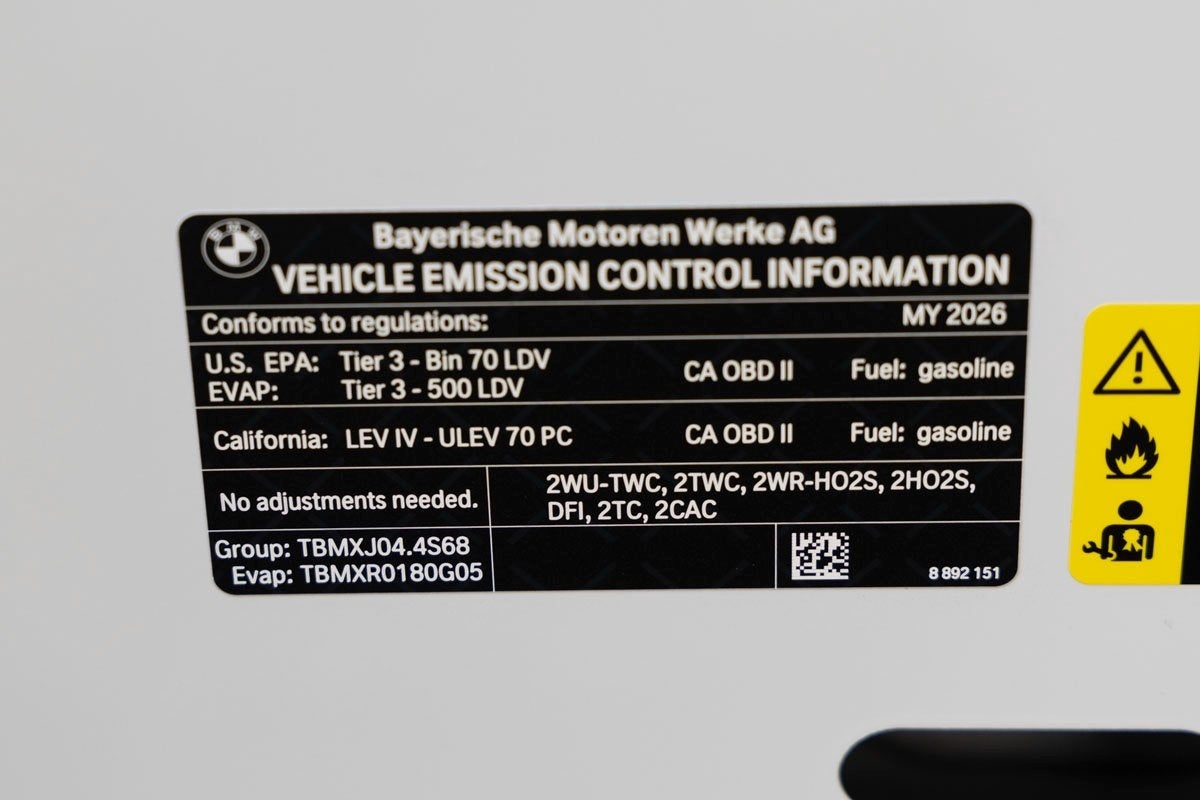 BMW
Bayerische Motoren Werke AG
VEHICLE EMISSION CONTROL INFORMATION
Conforms to regulations: MY 2026
U.S. EPA: Tier 3 - Bin 70 LDV CA OBD II Fuel: gasoline
EVAP: Tier 3 - 500 LDV
California: LEV IV - ULEV 70 PC CA OBD II Fuel: gasoline
No adjustments needed. 2WU-TWC, 2TWC, 2WR-HO2S, 2HO2S,
DFI, 2TC, 2CAC
Group: TBMXJ04.4S68
Evap: TBMXR0180G05
8 892 151